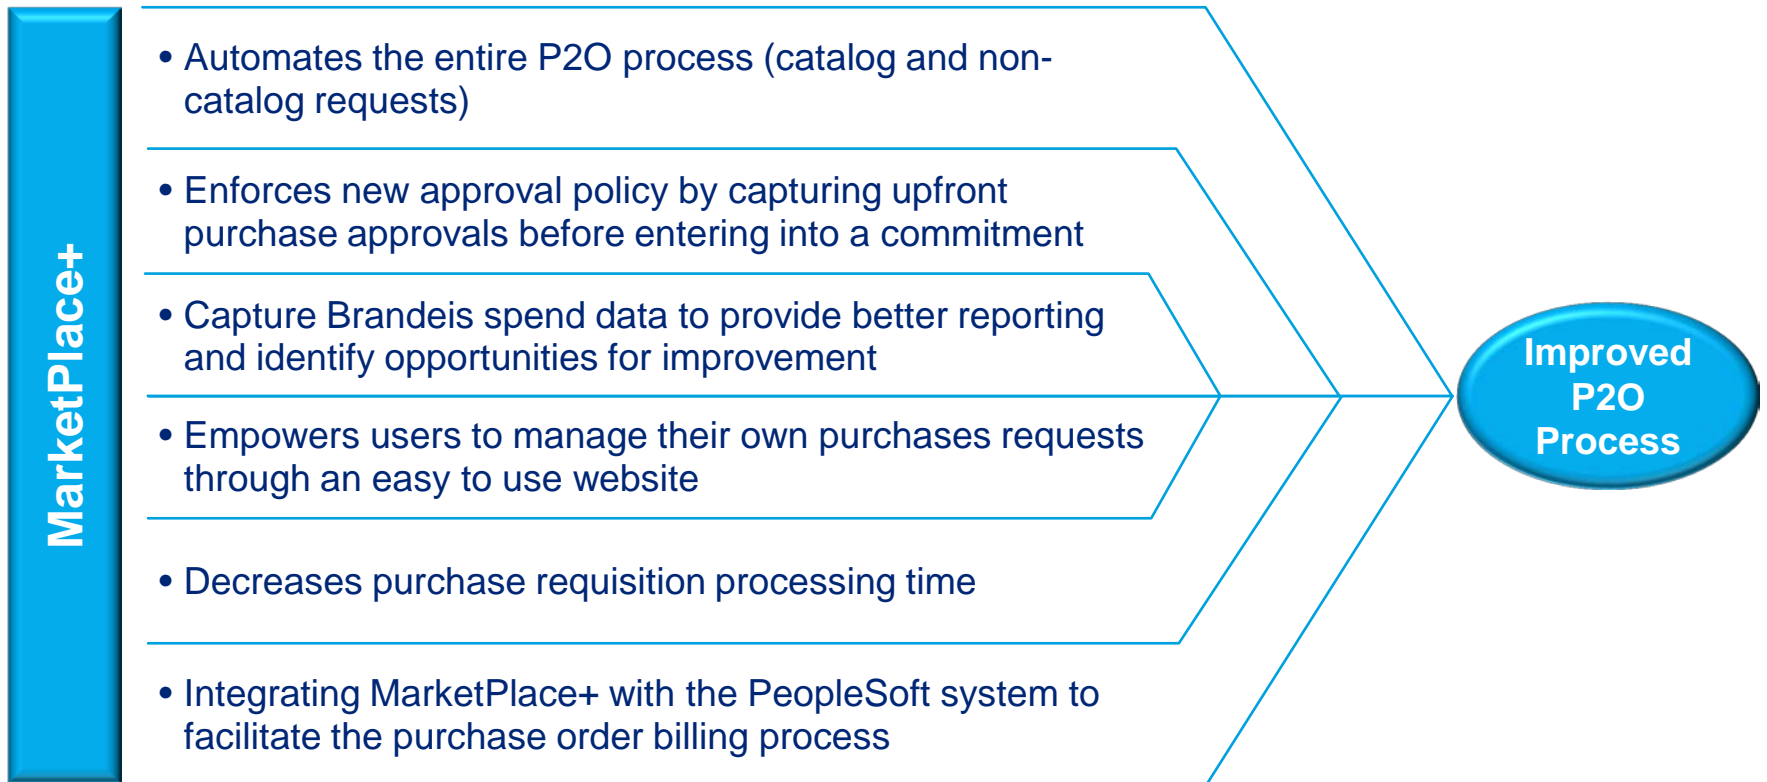 MarketPlace+
• Automates the entire P2O process (catalog and non-
catalog requests)
• Enforces new approval policy by capturing upfront
purchase approvals before entering into a commitment
• Capture Brandeis spend data to provide better reporting
and identify opportunities for improvement
• Empowers users to manage their own purchases requests
through an easy to use website
• Decreases purchase requisition processing time
• Integrating MarketPlace+ with the PeopleSoft system to
facilitate the purchase order billing process
Improved
P2O
Process